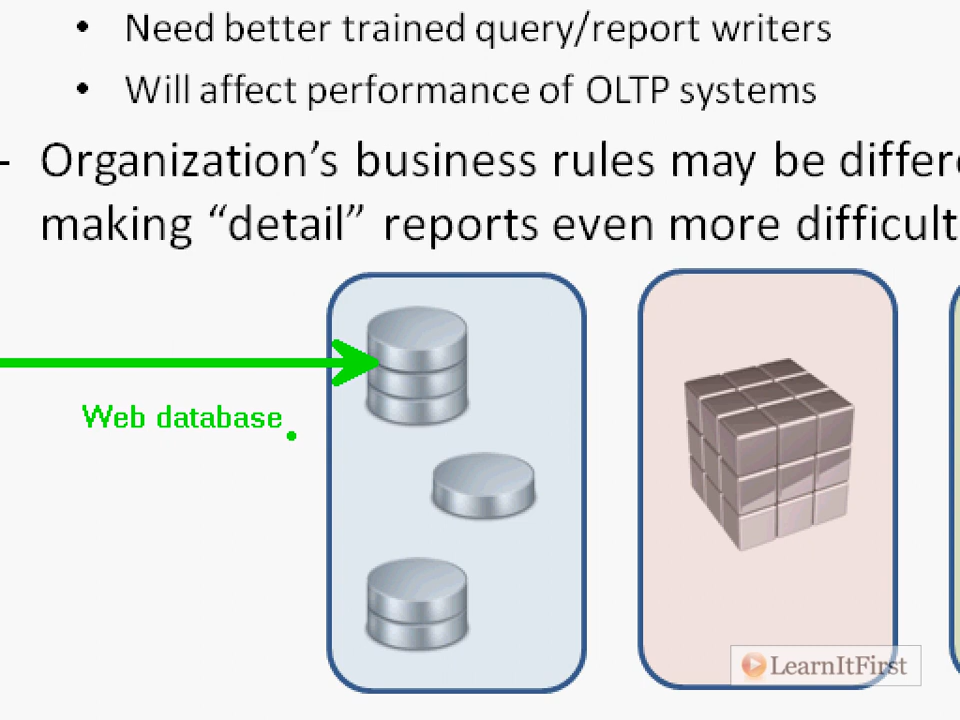 • Need better trained query/report writers
• Will affect performance of OLTP systems
- Organization's business rules may be
making “detail” reports even more difficult
Web database.
LearnItFirst